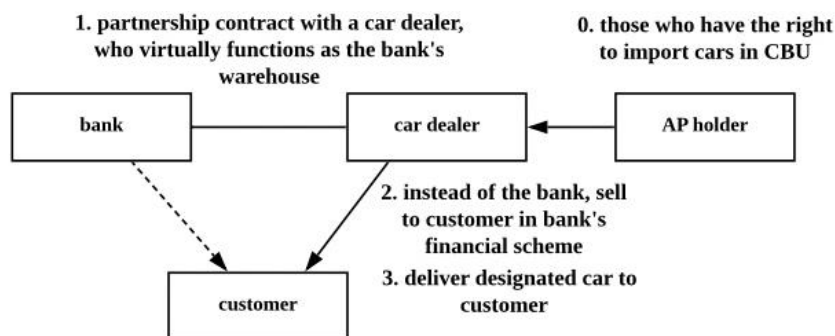 1. partnership contract with a car dealer,
who virtually functions as the bank's
warehouse
0. those who have the right
to import cars in CBU
bank
car dealer
AP holder
2. instead of the bank, sell
to customer in bank's
financial scheme
3. deliver designated car to
customer
customer